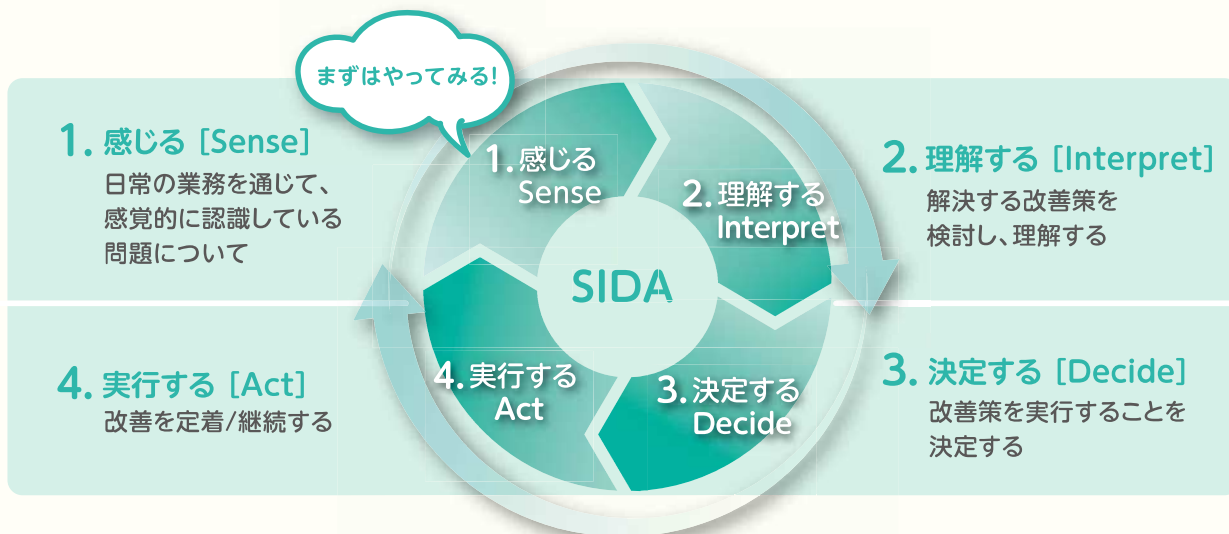 まずはやってみる!
1. 感じる [Sense]
日常の業務を通じて、
感覚的に認識している
問題について
1.感じる
Sense
2.理解する
Interpret
2.理解する [Interpret]
解決する改善策を
検討し、理解する
SIDA
4.実行する [Act]
改善を定着/継続する
4.実行する
Act
3.決定する
Decide
3.決定する [Decide]
改善策を実行することを
決定する